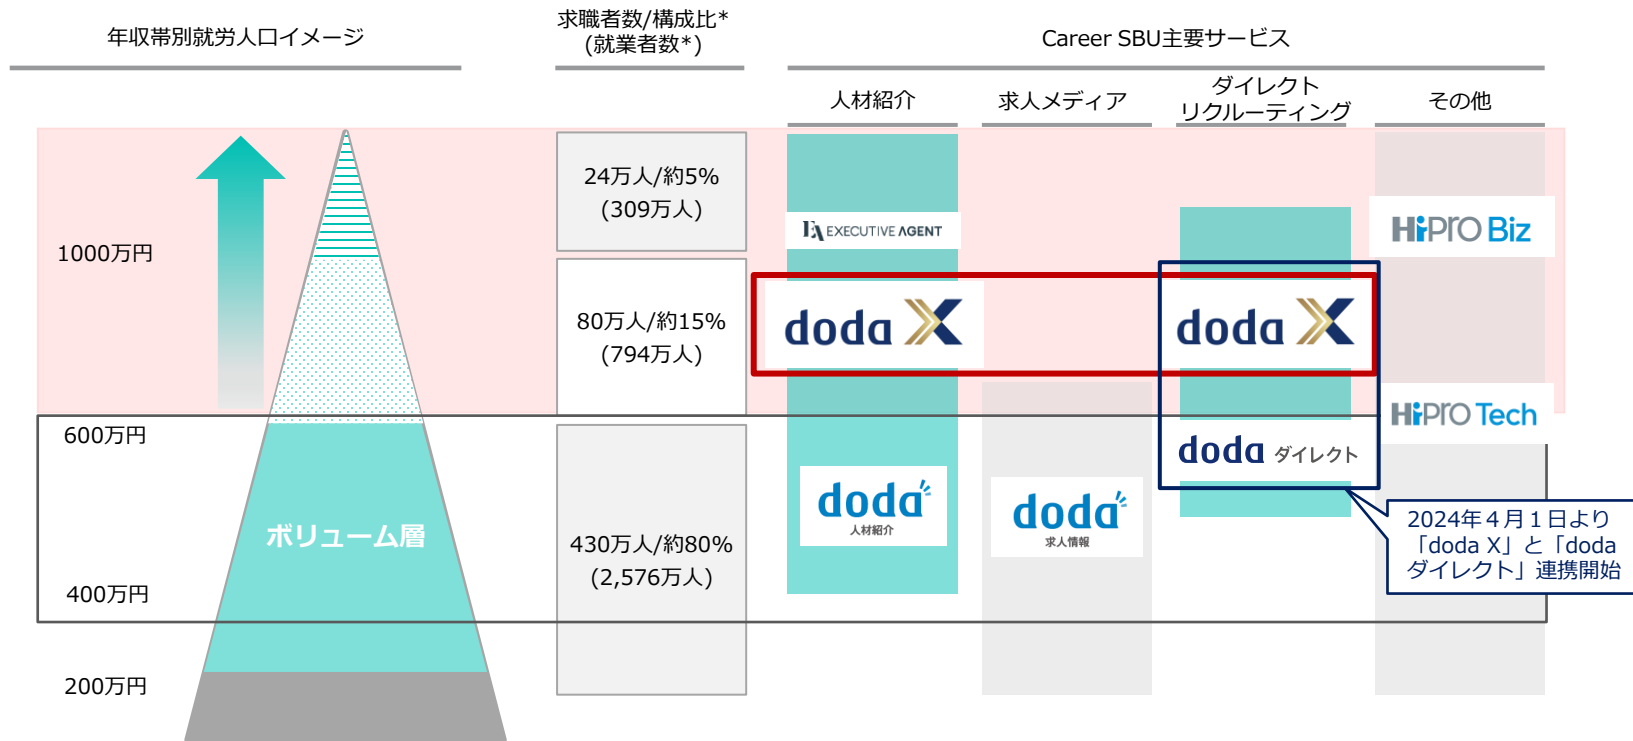 年収帯別就労人口イメージ
求職者数/構成比*
(就業者数*)
Career SBU主要サービス
人材紹介
求人メディア
ダイレクト
リクルーティング
その他
24万人/約5%
(309万人)
EA EXECUTIVE AGENT
HiPRO Biz
1000万円
80万人/約15%
(794万人)
doda X
doda X
HiPRO Tech
600万円
doda ダイレクト
ボリューム層
430万人/約80%
(2,576万人)
doda
人材紹介
doda
求人情報
2024年４月１日より
「doda X」と「doda
ダイレクト」連携開始
400万円
200万円